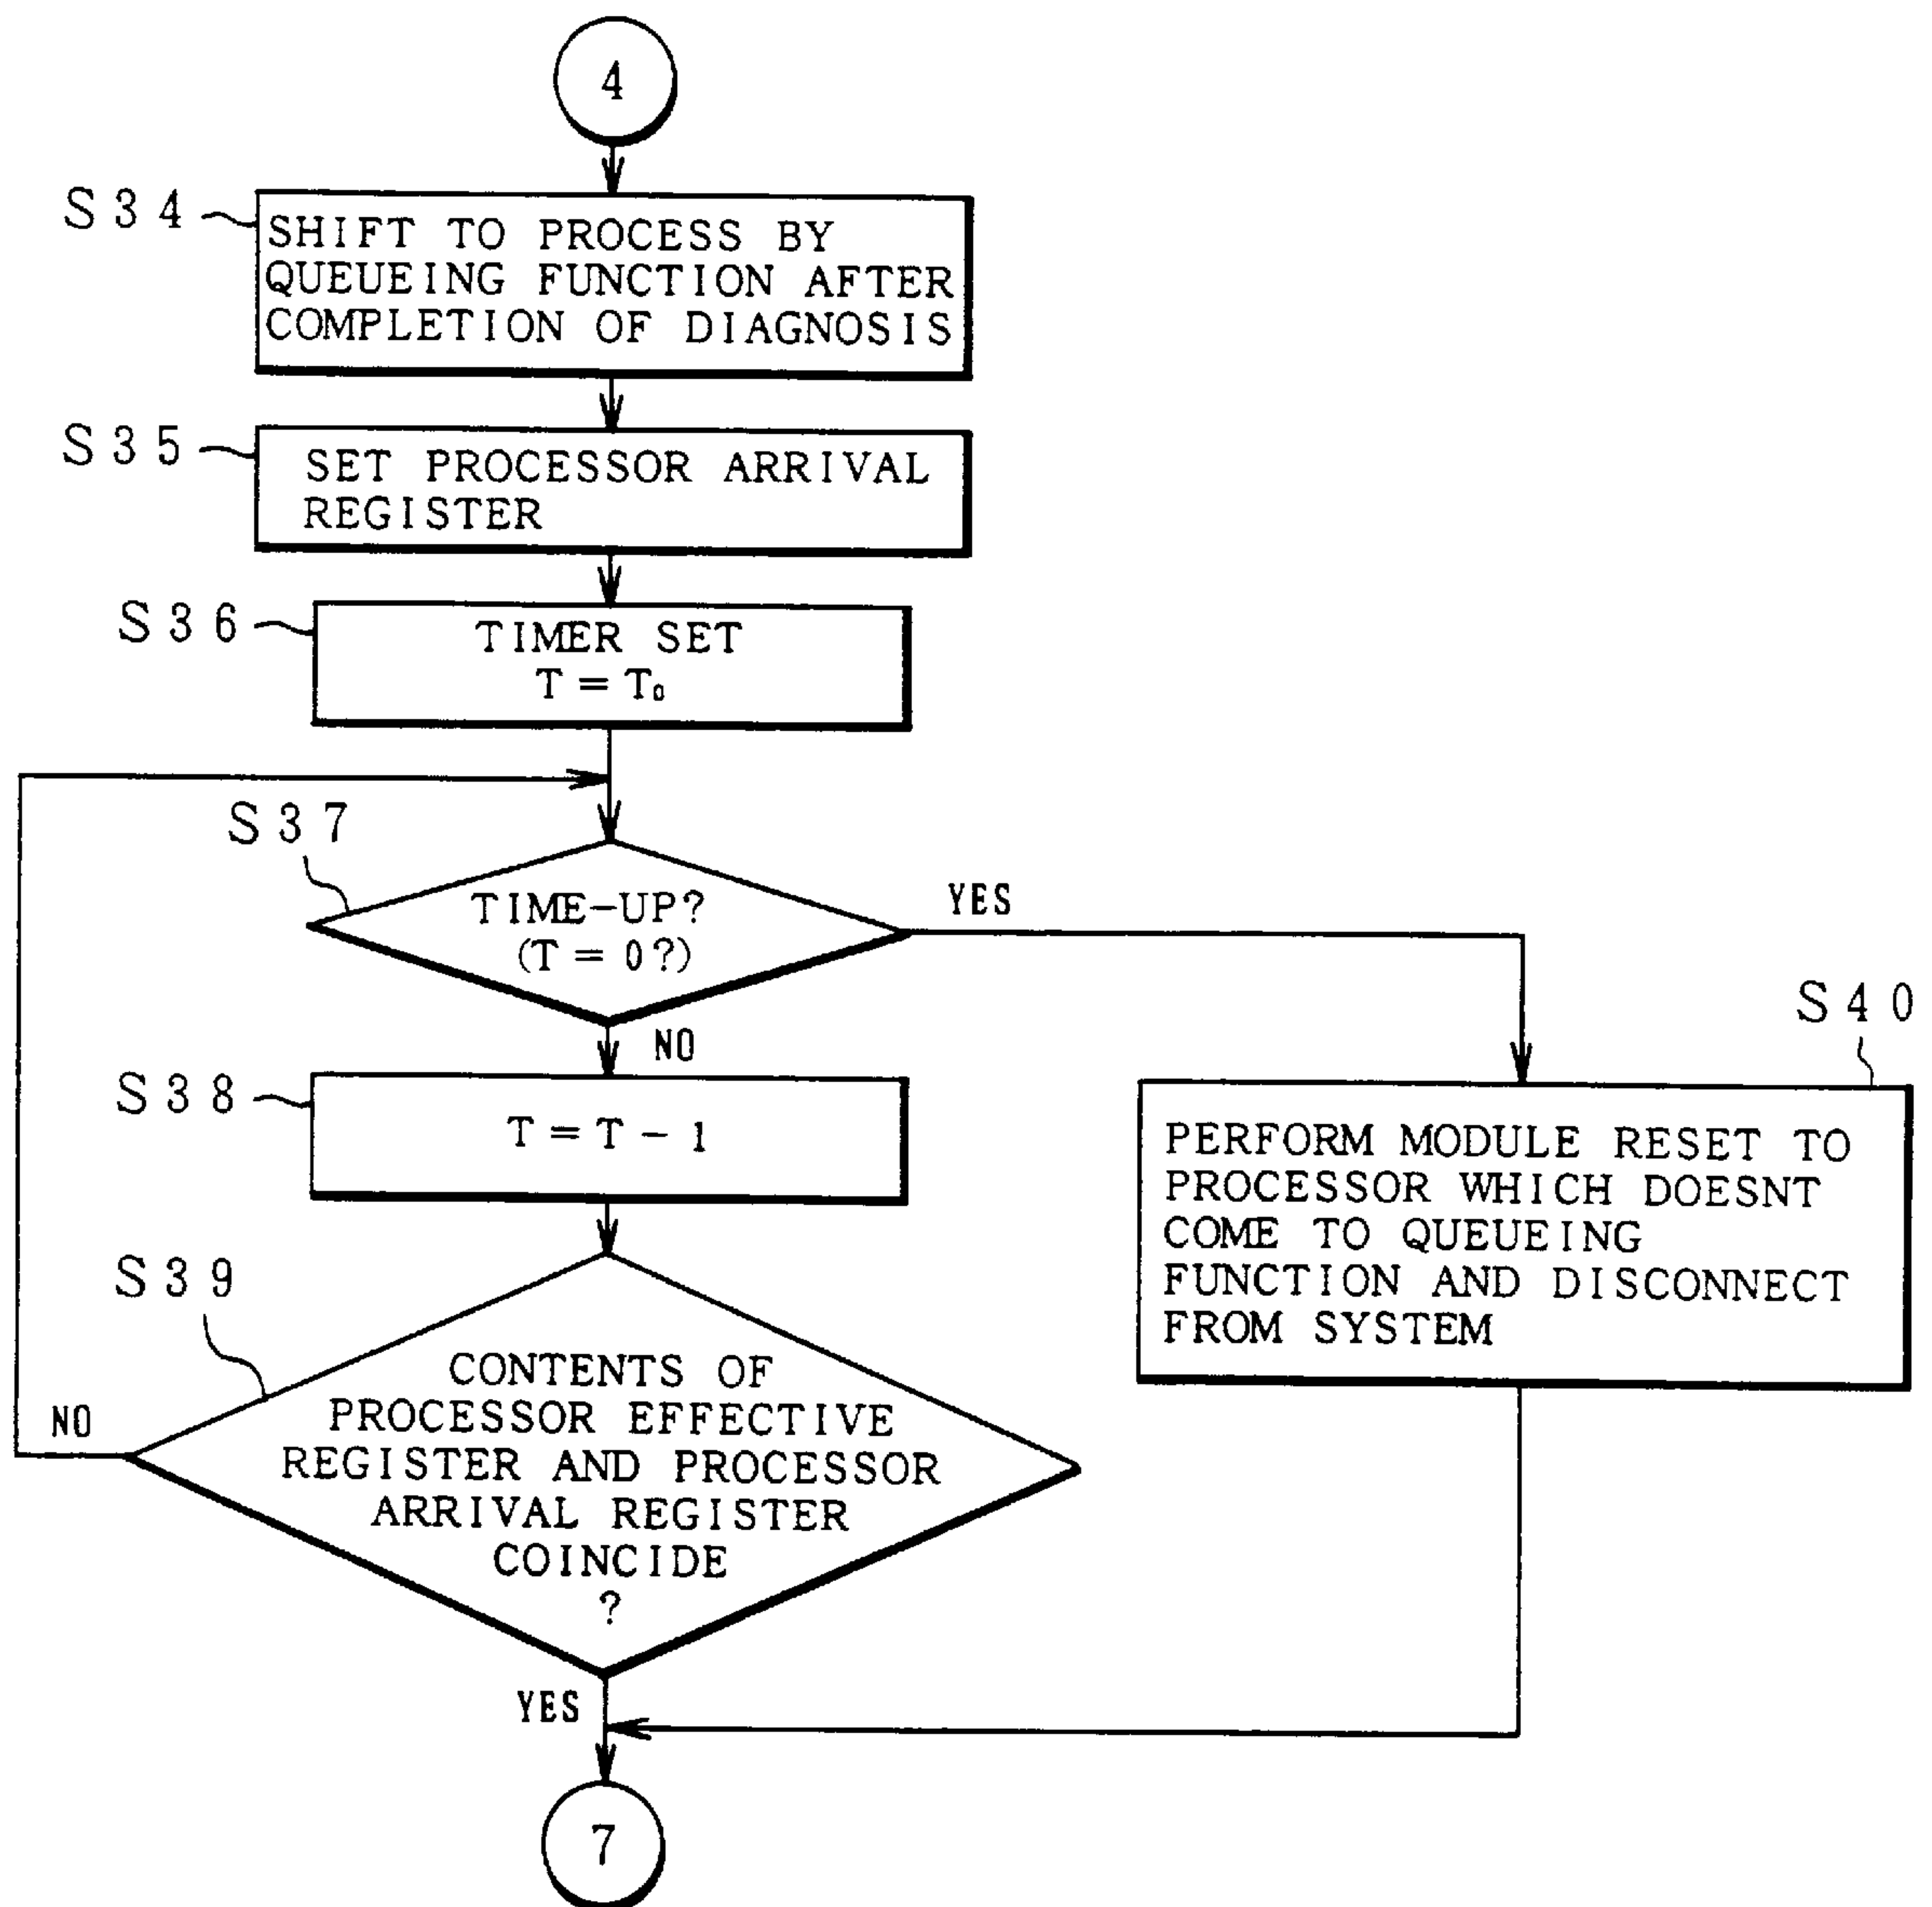 4
S34
SHIFT TO PROCESS BY
QUEUEING FUNCTION AFTER
COMPLETION OF DIAGNOSIS
S35
SET PROCESSOR ARRIVAL
REGISTER
S36
TIMER SET
T = T₀
S37
TIME-UP?
(T = 0?)
YES
NO
S38
T = T - 1
S40
PERFORM MODULE RESET TO
PROCESSOR WHICH DOESNT
COME TO QUEUEING
FUNCTION AND DISCONNECT
FROM SYSTEM
S39
CONTENTS OF
PROCESSOR EFFECTIVE
REGISTER AND PROCESSOR
ARRIVAL REGISTER
COINCIDE
?
NO
YES
7